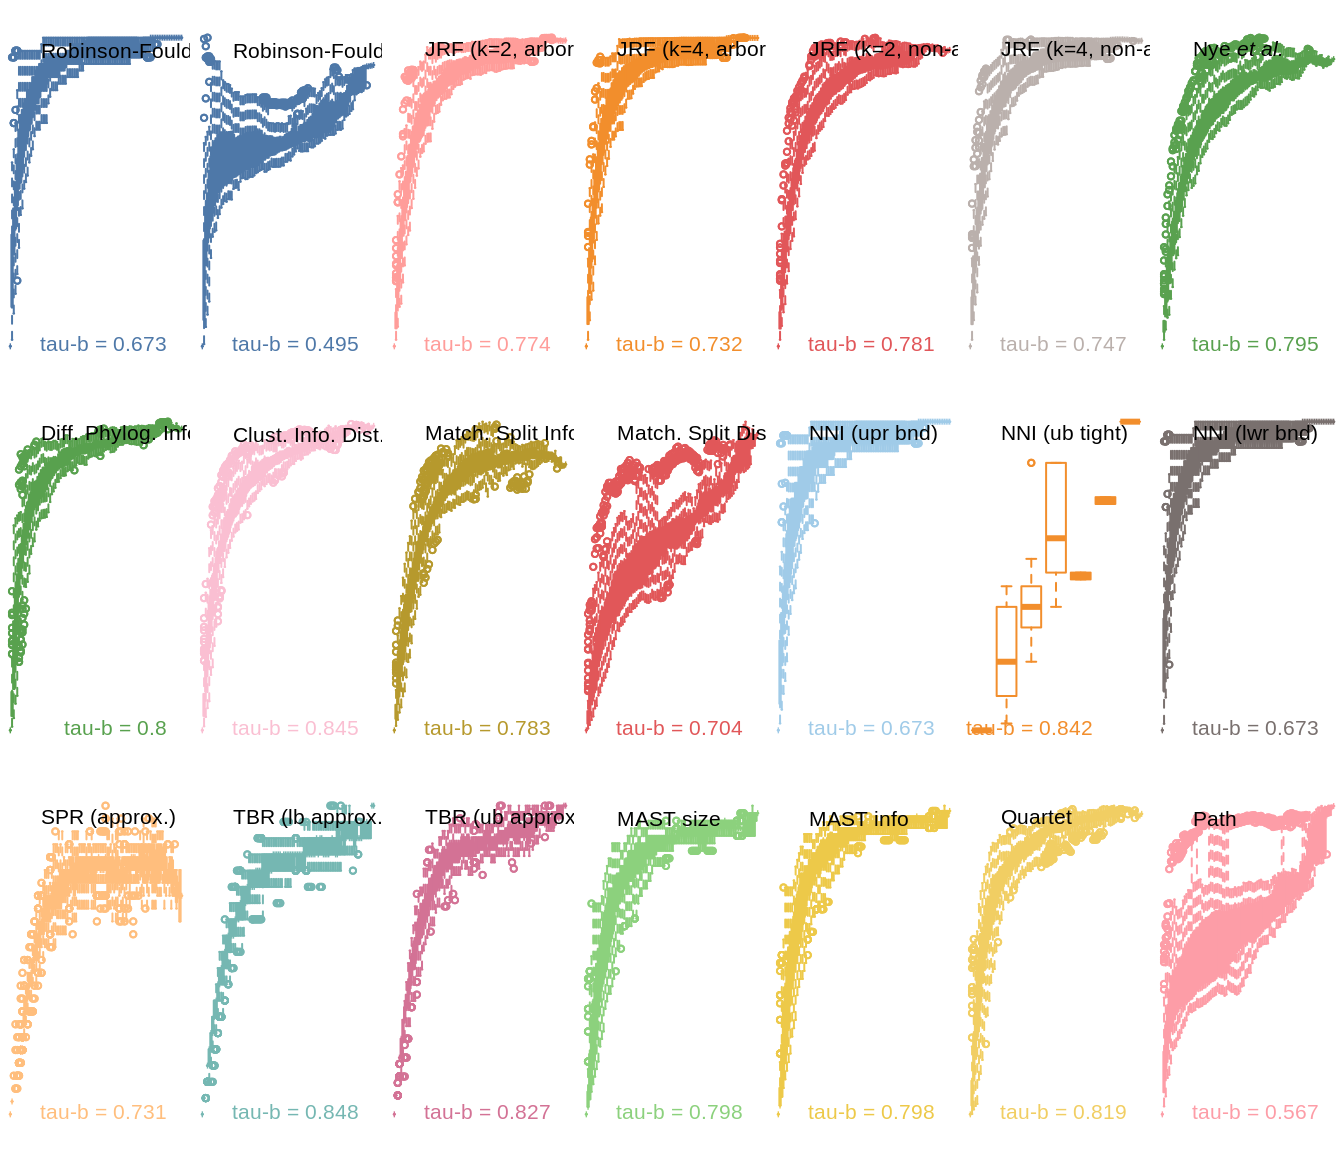 Robinson-Fould
Robinson-Fould
JRF (k=2, arbor
JRF (k=4, arbor
JRF (k=2, non-a
JRF (k=4, non-a
Nye et al.
tau-b = 0.673
tau-b = 0.495
tau-b = 0.774
tau-b = 0.732
tau-b = 0.781
tau-b = 0.747
tau-b = 0.795
Diff. Phylog. Info
Clust. Info. Dist.
Match. Split Info
Match. Split Dis
NNI (upr bnd)
NNI (ub tight)
NNI (lwr bnd)
tau-b = 0.8
tau-b = 0.845
tau-b = 0.783
tau-b = 0.704
tau-b = 0.673
tau-b = 0.842
tau-b = 0.673
SPR (approx.)
TBR (lb approx.
TBR (ub approx
MAST size
MAST info
Quartet
Path
tau-b = 0.731
tau-b = 0.848
tau-b = 0.827
tau-b = 0.798
tau-b = 0.798
tau-b = 0.819
tau-b = 0.567